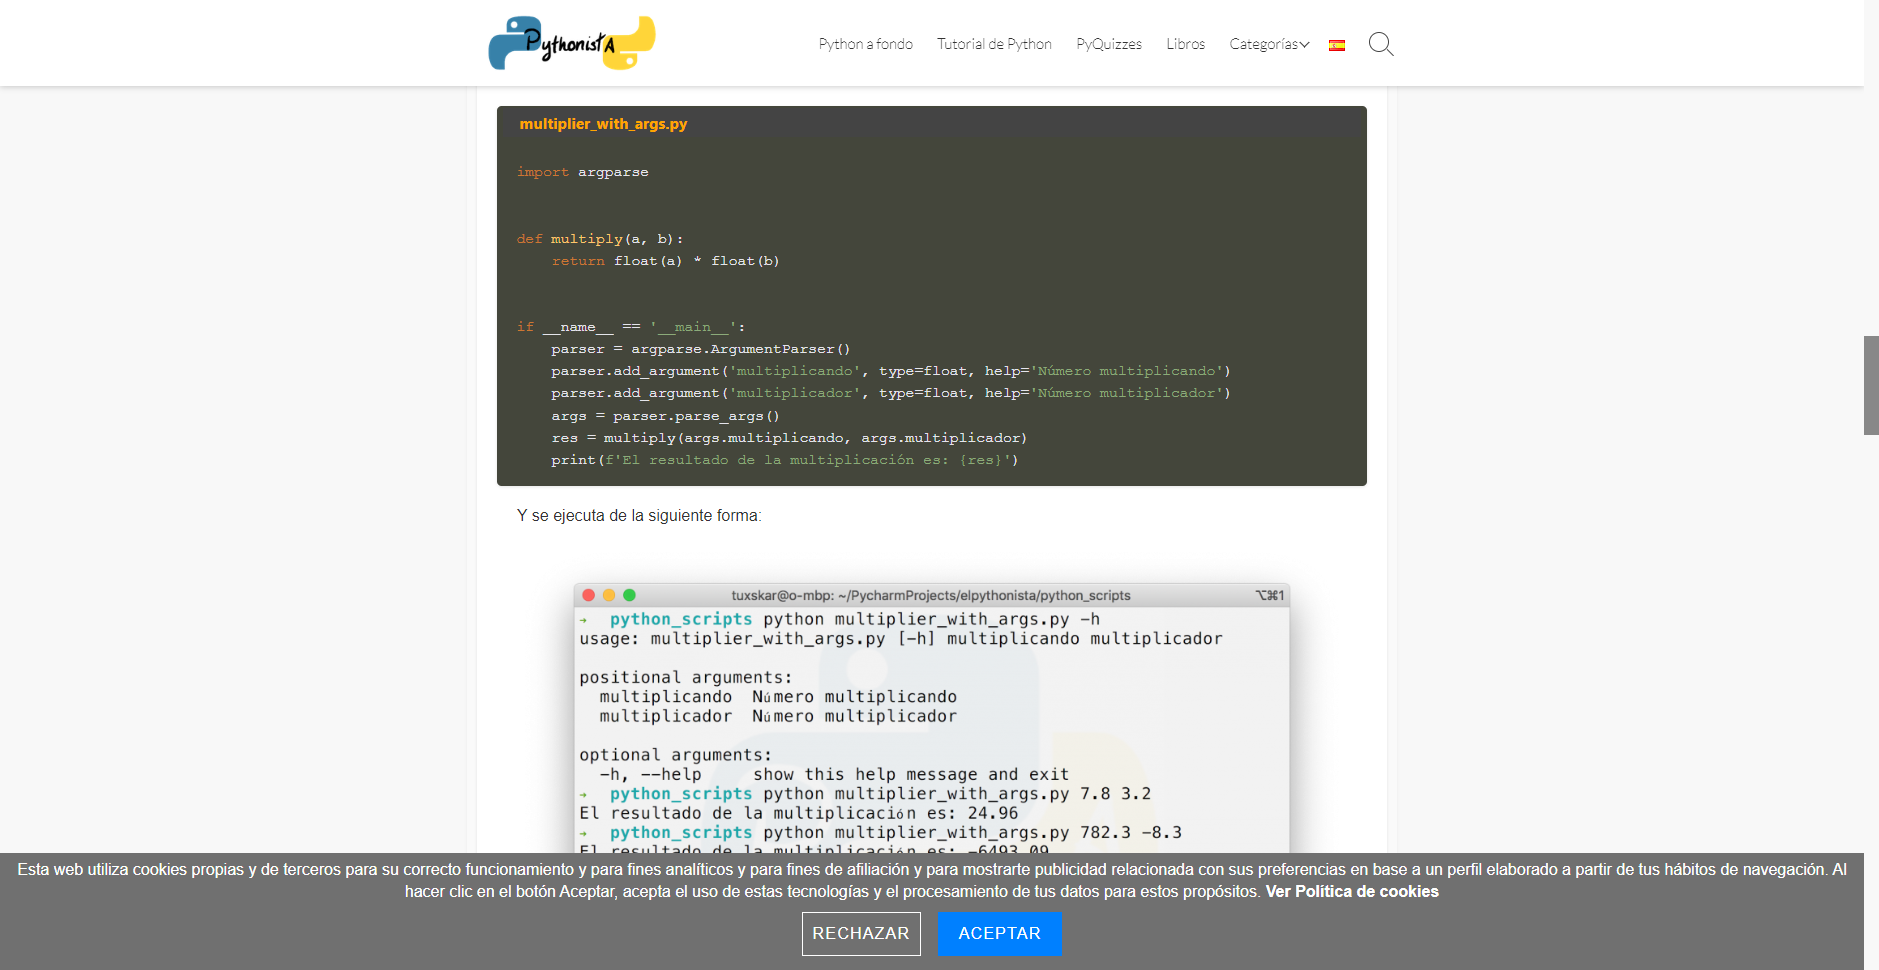 PythonistA
Python a fondo Tutorial de Python PyQuizzes Libros Categorías
multiplier_with_args.py
import argparse
def multiply(a, b):
return float(a) * float(b)
if __name__ == '__main__':
parser = argparse.ArgumentParser()
parser.add_argument('multiplicando', type=float, help='Número multiplicando')
parser.add_argument('multiplicador', type=float, help='Número multiplicador')
args = parser.parse_args()
res = multiply(args.multiplicando, args.multiplicador)
print(f'El resultado de la multiplicación es: {res}')
Y se ejecuta de la siguiente forma:
tuxskar@o-mbp: ~/PycharmProjects/elpythonista/python_scripts ⌥⌘1
→ python_scripts python multiplier_with_args.py -h
usage: multiplier_with_args.py [-h] multiplicando multiplicador
positional arguments:
multiplicando Número multiplicando
multiplicador Número multiplicador
optional arguments:
-h, --help show this help message and exit
→ python_scripts python multiplier_with_args.py 7.8 3.2
El resultado de la multiplicación es: 24.96
→ python_scripts python multiplier_with_args.py 782.3 -8.3
El resultado de la multiplicación es: -6493.09
Esta web utiliza cookies propias y de terceros para su correcto funcionamiento y para fines analíticos y para fines de afiliación y para mostrarte publicidad relacionada con sus preferencias en base a un perfil elaborado a partir de tus hábitos de navegación. Al
hacer clic en el botón Aceptar, acepta el uso de estas tecnologías y el procesamiento de tus datos para estos propósitos. Ver Política de cookies
RECHAZAR ACEPTAR